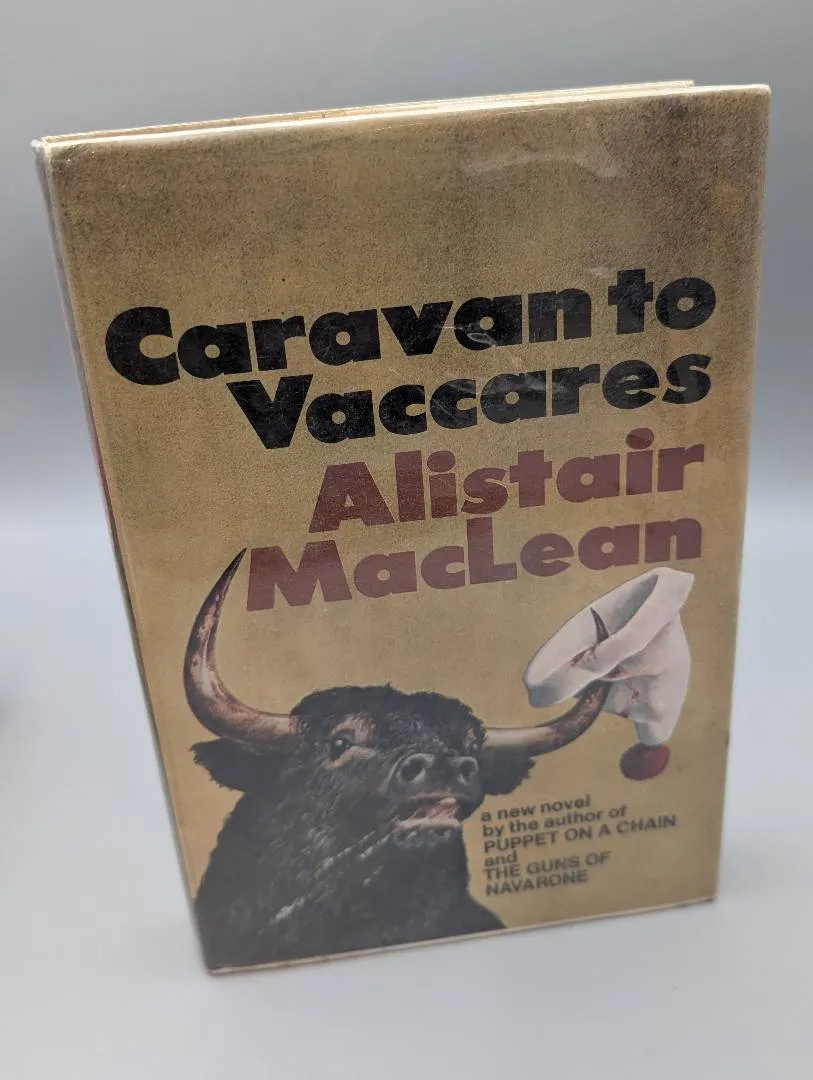 Caravan to
Vaccares
Alistair
MacLean
a new novel
by the author of
PUPPET ON A CHAIN
and
THE GUNS OF
NAVARONE